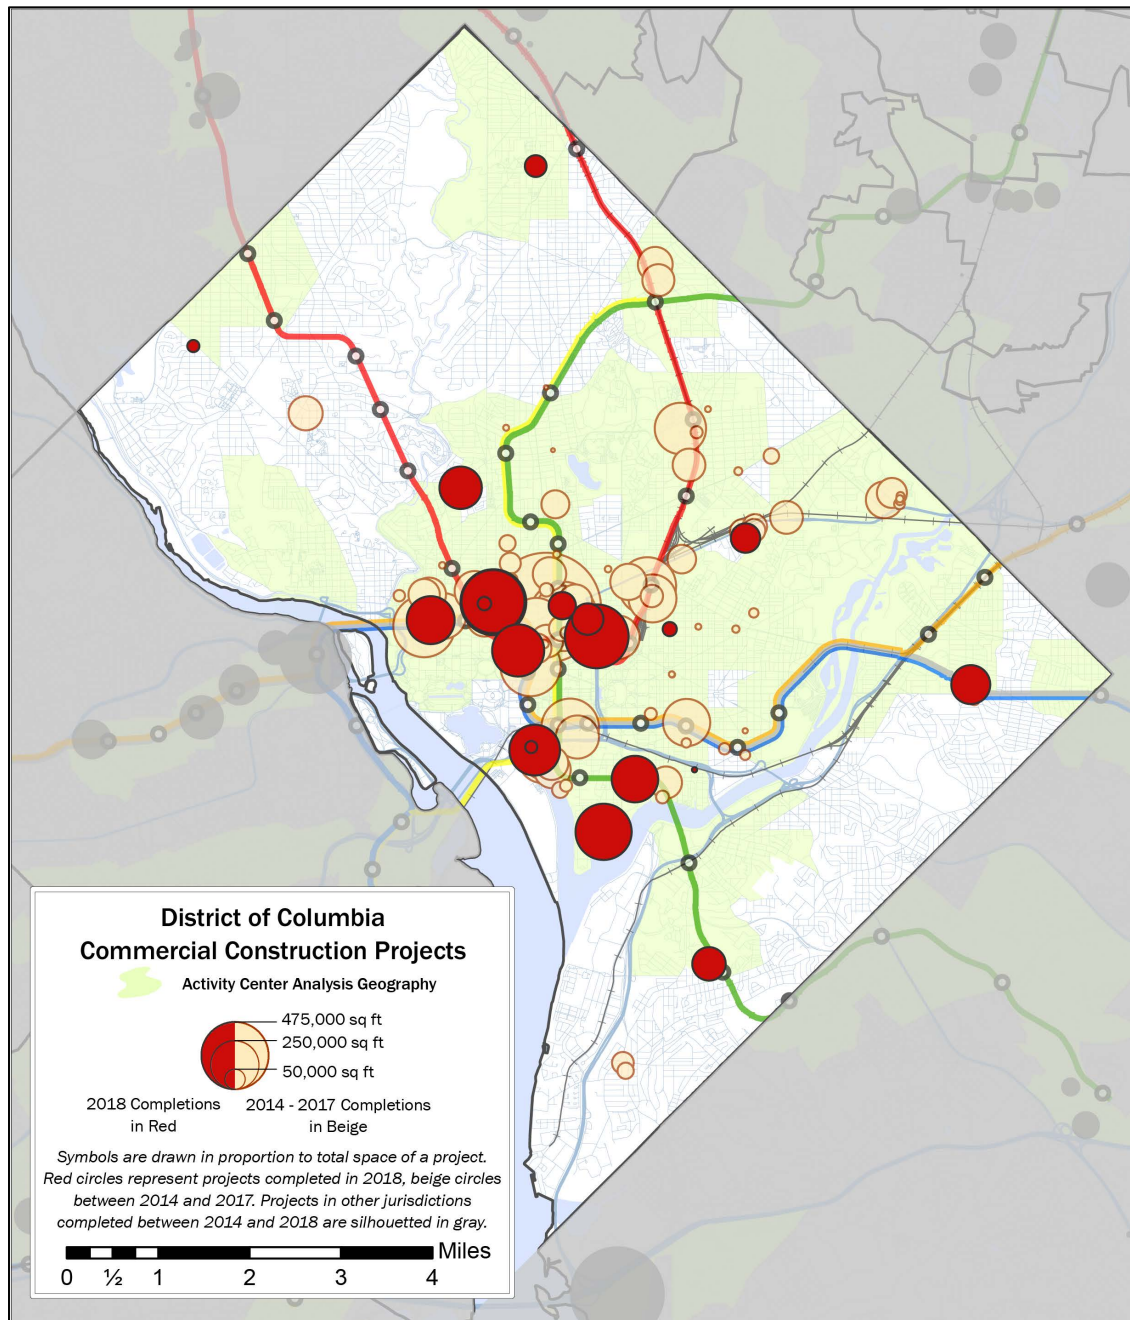 District of Columbia
Commercial Construction Projects
Activity Center Analysis Geography
475,000 sq ft
250,000 sq ft
50,000 sq ft
2018 Completions
in Red
2014 - 2017 Completions
in Beige
Symbols are drawn in proportion to total space of a project.
Red circles represent projects completed in 2018, beige circles
between 2014 and 2017. Projects in other jurisdictions
completed between 2014 and 2018 are silhouetted in gray.
Miles
0 ½ 1 2 3 4